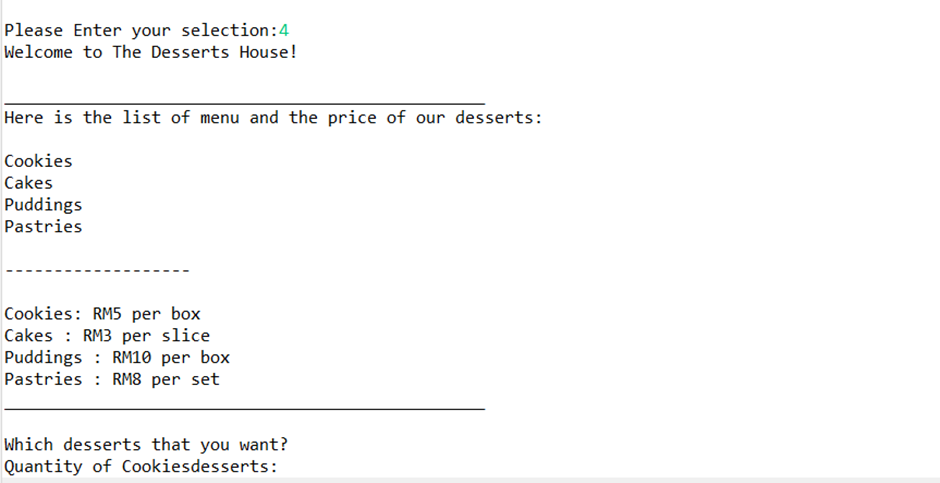 Please Enter your selection:4
Welcome to The Desserts House!
Here is the list of menu and the price of our desserts:
Cookies
Cakes
Puddings
Pastries
-------------------
Cookies: RM5 per box
Cakes : RM3 per slice
Puddings : RM10 per box
Pastries : RM8 per set
Which desserts that you want?
Quantity of Cookiesdesserts: